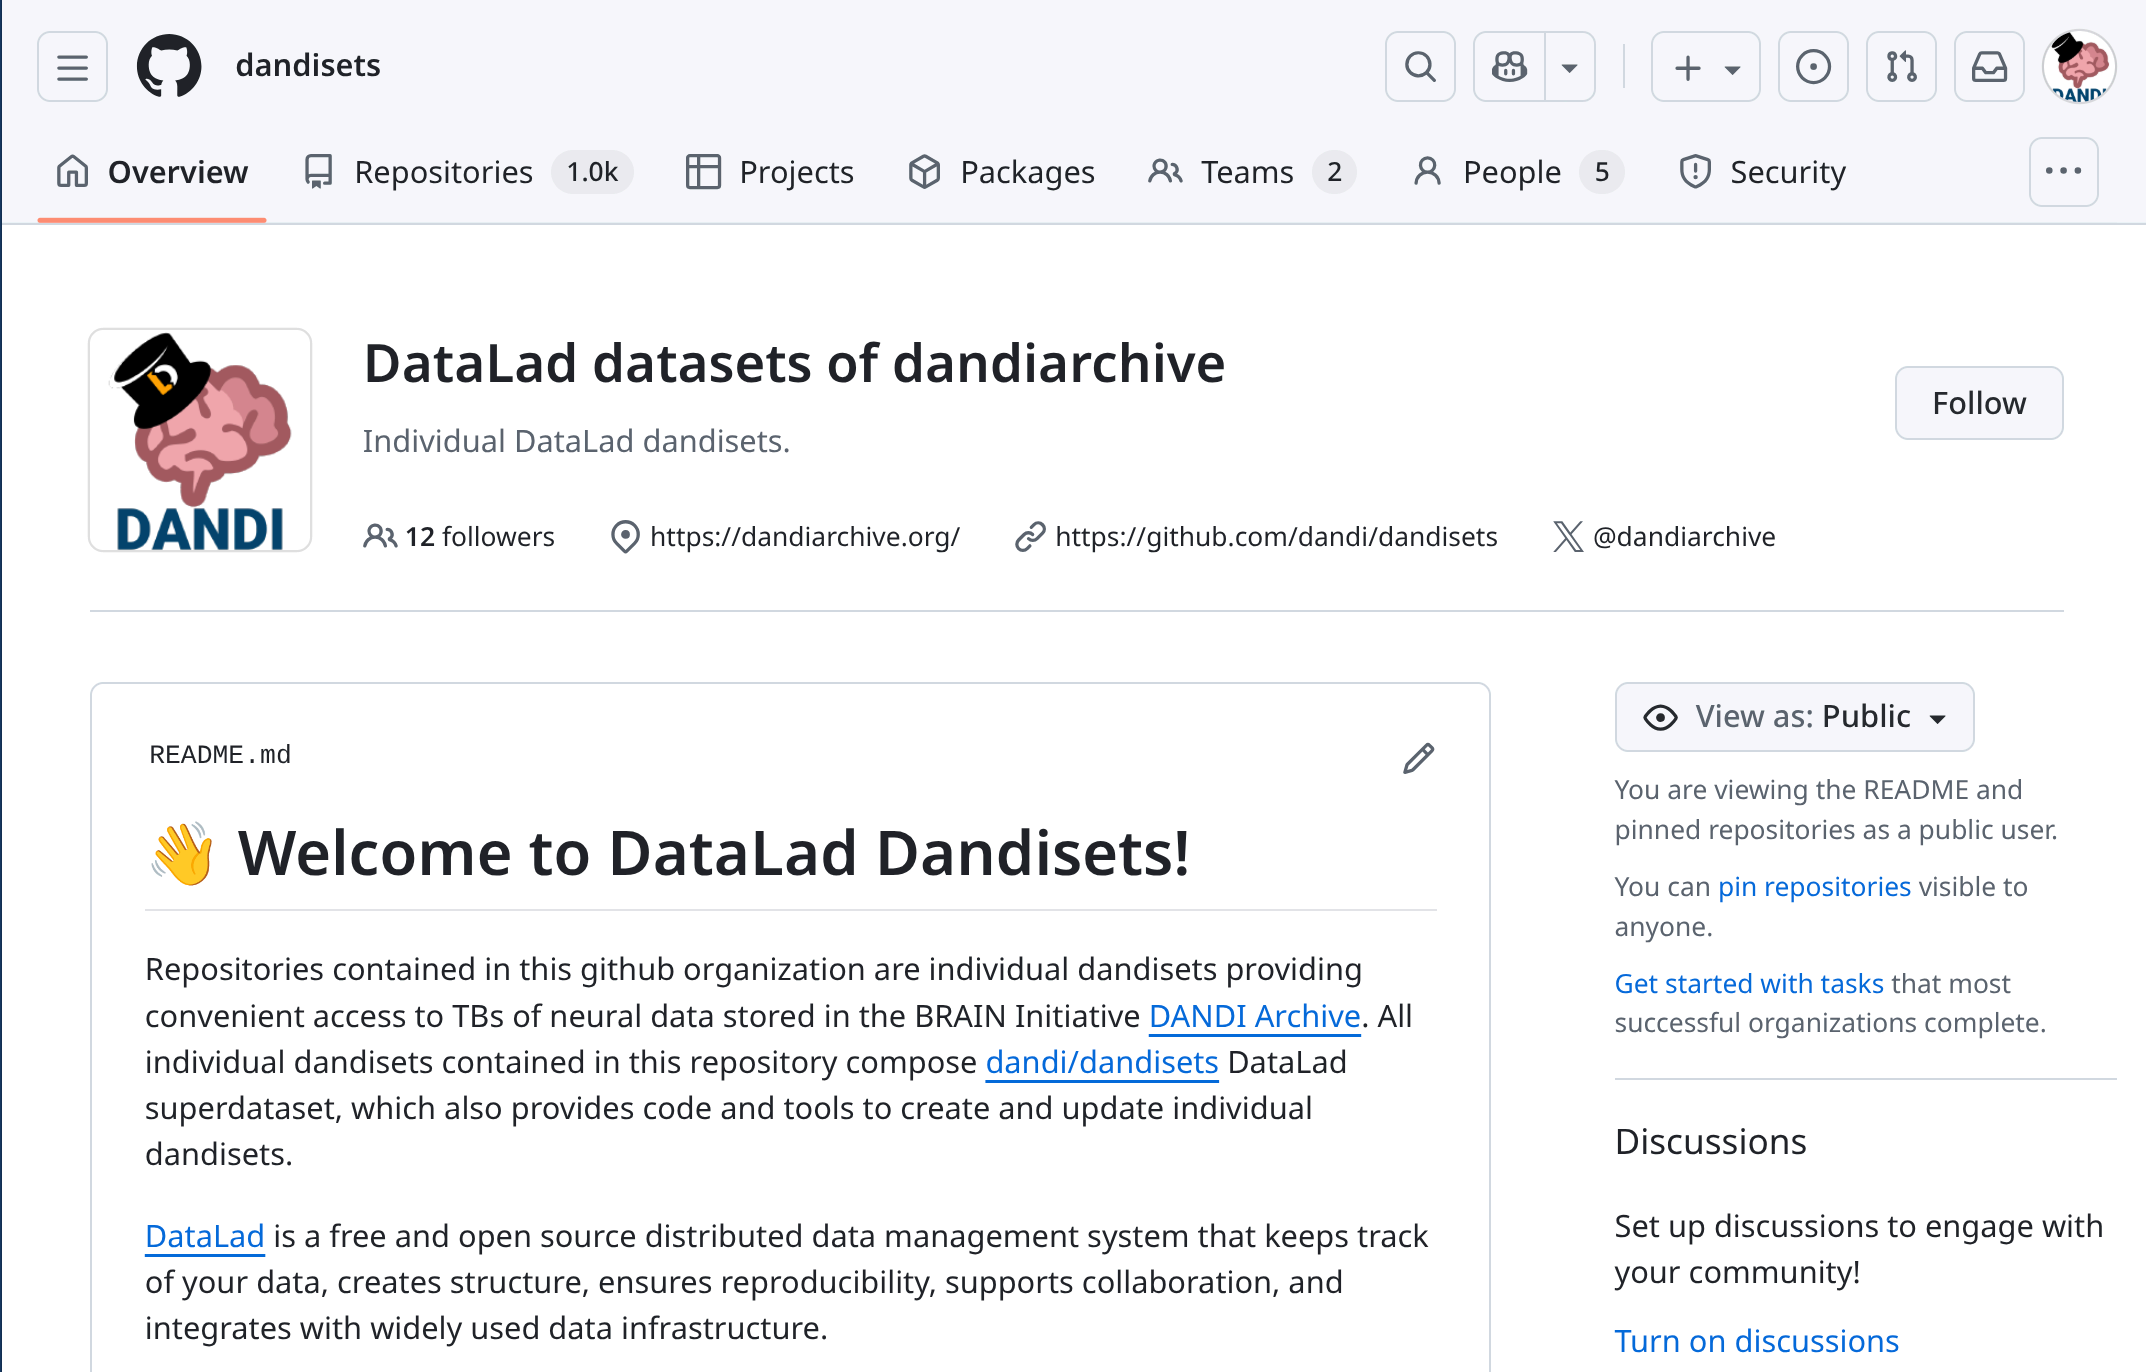 dandisets
DANDI
Overview
Repositories 1.0k
Projects
Packages
Teams 2
People 5
Security
DANDI
DataLad datasets of dandiarchive
Individual DataLad dandisets.
12 followers
https://dandiarchive.org/
https://github.com/dandi/dandisets
@dandiarchive
Follow
README.md
👋 Welcome to DataLad Dandisets!
Repositories contained in this github organization are individual dandisets providing
convenient access to TBs of neural data stored in the BRAIN Initiative DANDI Archive. All
individual dandisets contained in this repository compose dandi/dandisets DataLad
superdataset, which also provides code and tools to create and update individual
dandisets.
DataLad is a free and open source distributed data management system that keeps track
of your data, creates structure, ensures reproducibility, supports collaboration, and
integrates with widely used data infrastructure.
View as: Public
You are viewing the README and
pinned repositories as a public user.
You can pin repositories visible to
anyone.
Get started with tasks that most
successful organizations complete.
Discussions
Set up discussions to engage with
your community!
Turn on discussions